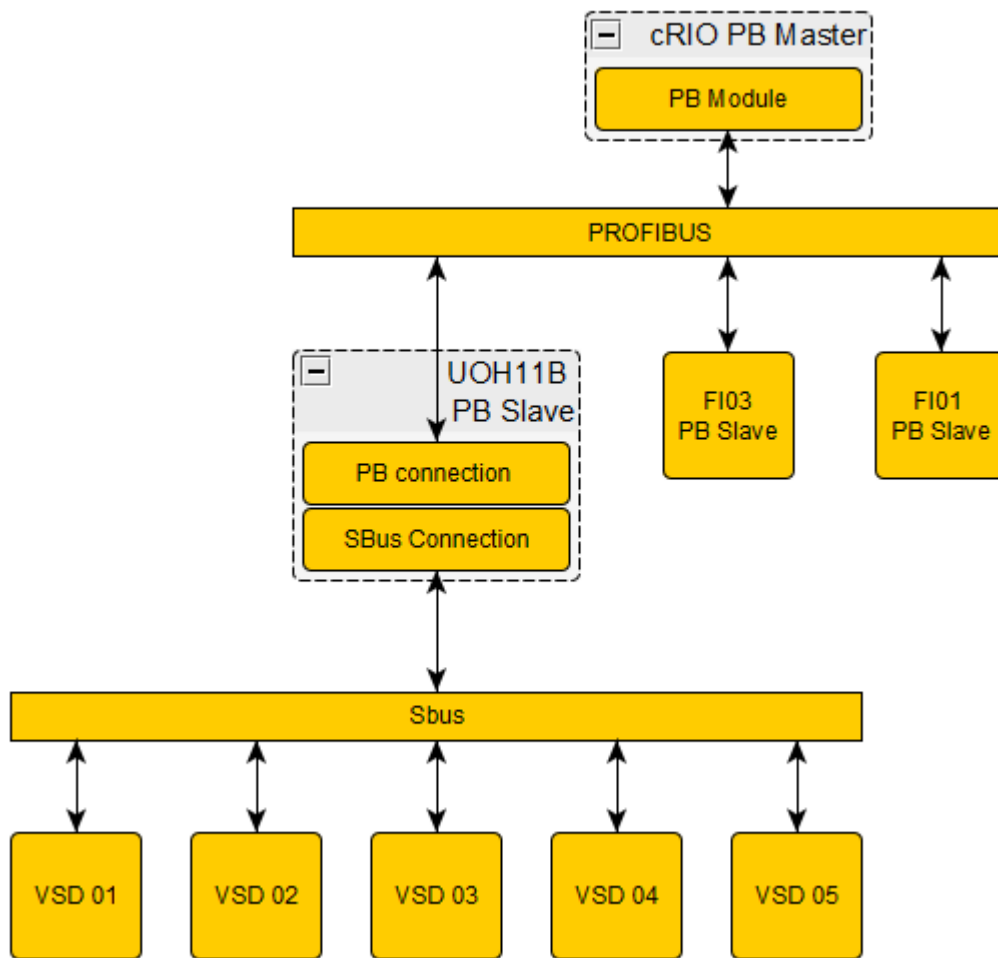 cRIO PB Master
PB Module
PROFIBUS
UOH11B
PB Slave
FI03
PB Slave
FI01
PB Slave
PB connection
SBus Connection
Sbus
VSD 01
VSD 02
VSD 03
VSD 04
VSD 05